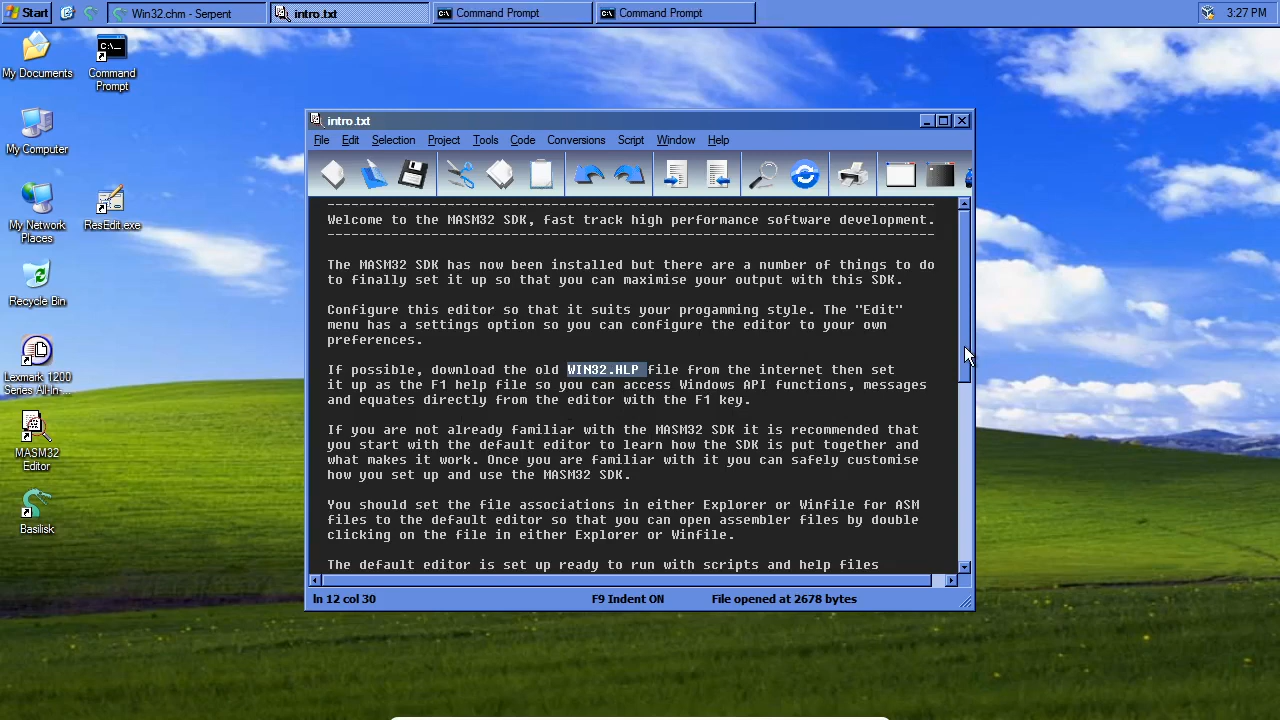 Start
Win32.chm - Serpent
intro.txt
Command Prompt
Command Prompt
3:27 PM
My Documents
Command
Prompt
My Computer
My Network
Places
ResEdit.exe
Recycle Bin
Lexmark 1200
Series All-In-...
MASM32
Editor
Basilisk
intro.txt
File Edit Selection Project Tools Code Conversions Script Window Help
----------------------------------------------------------------------------
Welcome to the MASM32 SDK, fast track high performance software development.
----------------------------------------------------------------------------
The MASM32 SDK has now been installed but there are a number of things to do
to finally set it up so that you can maximise your output with this SDK.
Configure this editor so that it suits your progamming style. The "Edit"
menu has a settings option so you can configure the editor to your own
preferences.
If possible, download the old WIN32.HLP file from the internet then set
it up as the F1 help file so you can access Windows API functions, messages
and equates directly from the editor with the F1 key.
If you are not already familiar with the MASM32 SDK it is recommended that
you start with the default editor to learn how the SDK is put together and
what makes it work. Once you are familiar with it you can safely customise
how you set up and use the MASM32 SDK.
You should set the file associations in either Explorer or Winfile for ASM
files to the default editor so that you can open assembler files by double
clicking on the file in either Explorer or Winfile.
The default editor is set up ready to run with scripts and help files
ln 12 col 30
F9 Indent ON
File opened at 2678 bytes